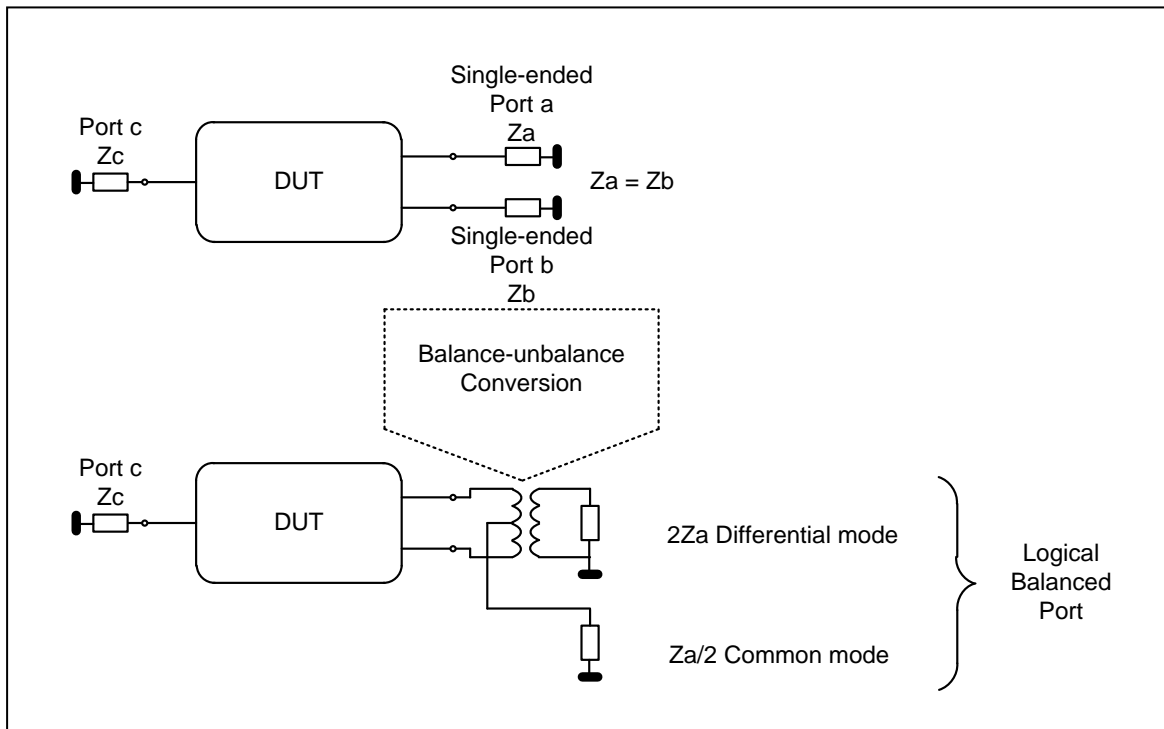 Single-ended
Port a
Za
Port c
Zc
DUT
Za = Zb
Single-ended
Port b
Zb
Balance-unbalance
Conversion
Port c
Zc
DUT
2Za Differential mode
Logical
Balanced
Port
Za/2 Common mode